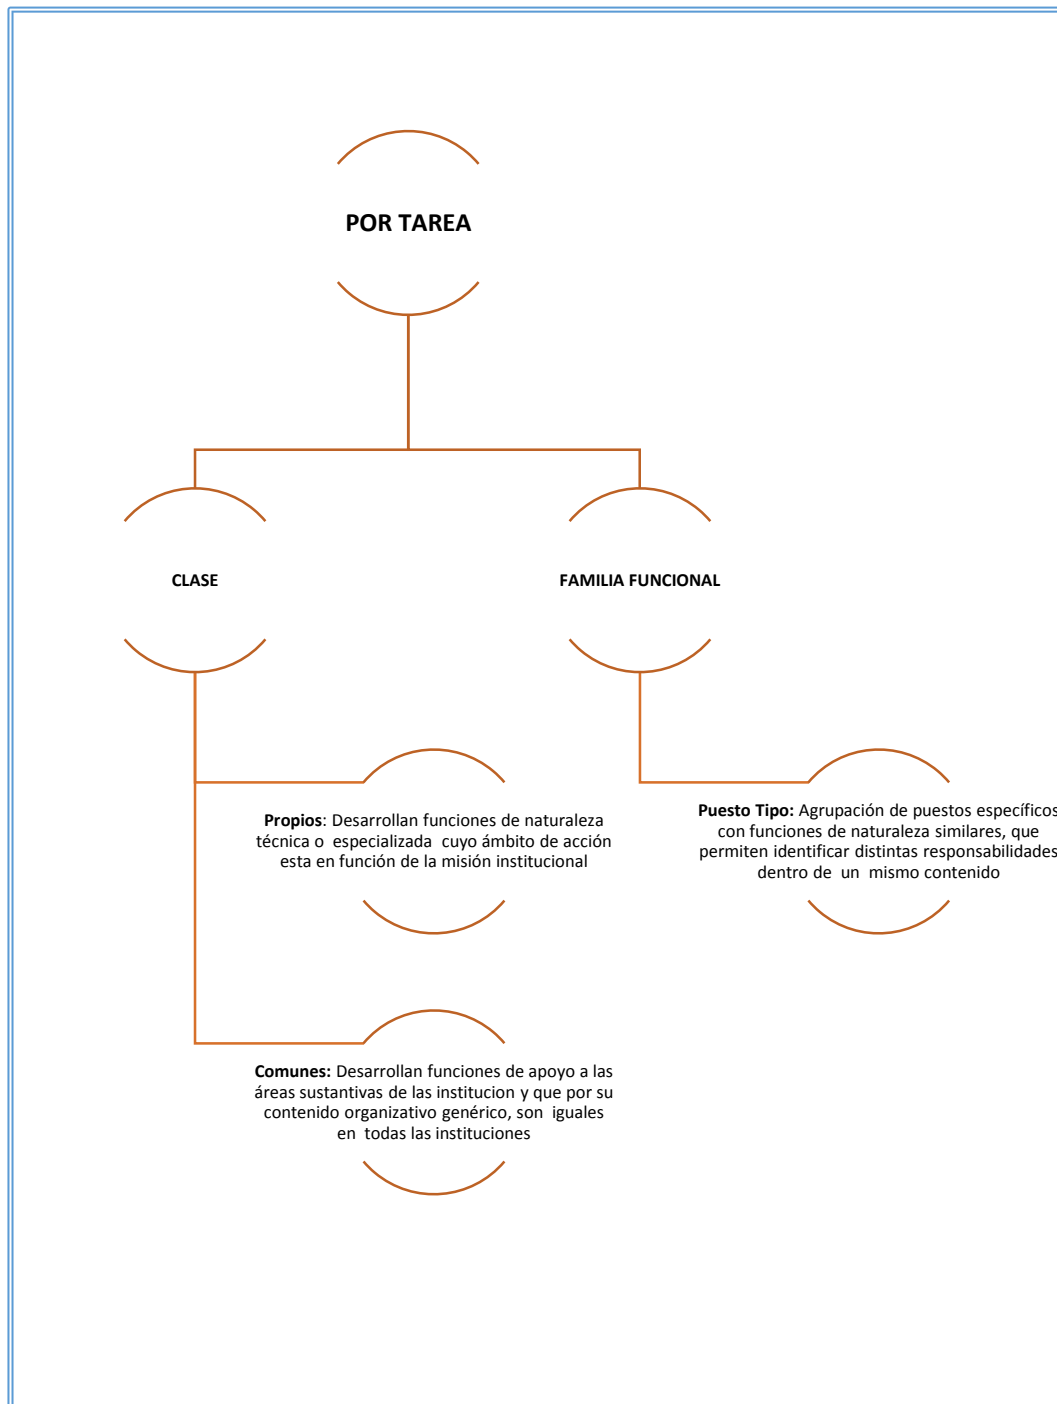 POR TAREA
CLASE
FAMILIA FUNCIONAL
Propios: Desarrollan funciones de naturaleza
técnica o especializada cuyo ámbito de acción
esta en función de la misión institucional
Puesto Tipo: Agrupación de puestos específicos
con funciones de naturaleza similares, que
permiten identificar distintas responsabilidades
dentro de un mismo contenido
Comunes: Desarrollan funciones de apoyo a las
áreas sustantivas de las institucion y que por su
contenido organizativo genérico, son iguales
en todas las instituciones